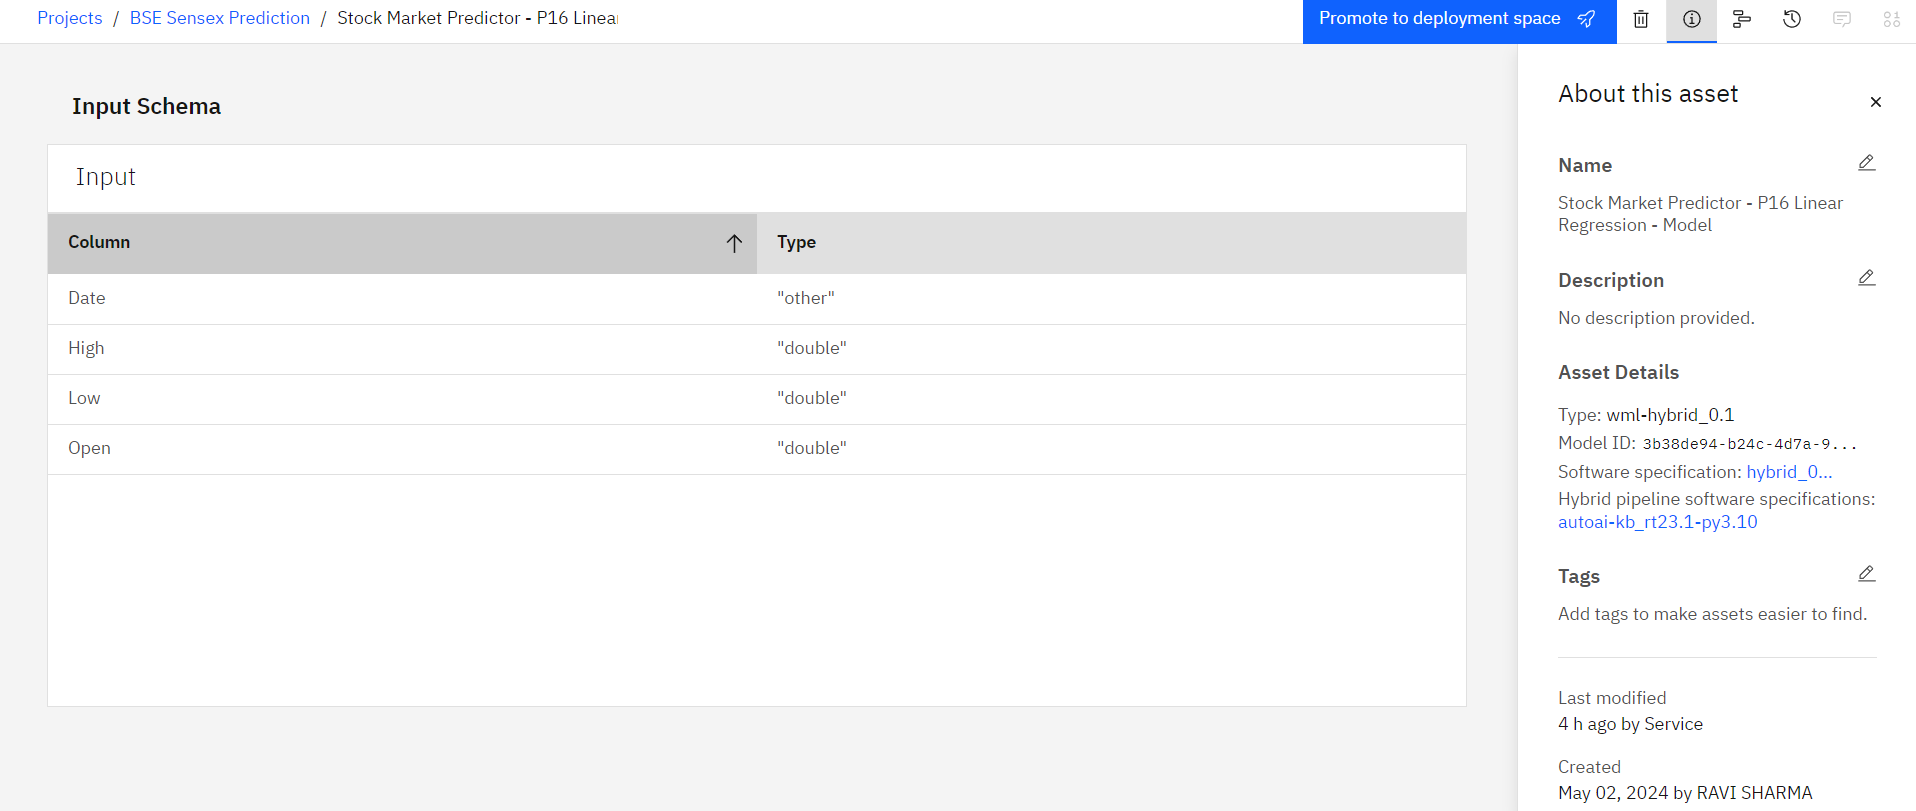 Projects / BSE Sensex Prediction / Stock Market Predictor - P16 Linea
Promote to deployment space
Input Schema
Input
Column Type
Date "other"
High "double"
Low "double"
Open "double"
About this asset
Name
Stock Market Predictor - P16 Linear
Regression - Model
Description
No description provided.
Asset Details
Type: wml-hybrid_0.1
Model ID: 3b38de94-b24c-4d7a-9...
Software specification: hybrid_0...
Hybrid pipeline software specifications:
autoai-kb_rt23.1-py3.10
Tags
Add tags to make assets easier to find.
Last modified
4 h ago by Service
Created
May 02, 2024 by RAVI SHARMA